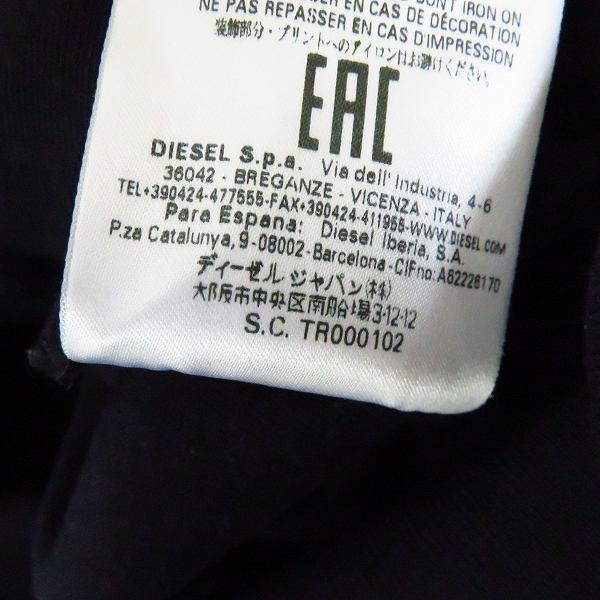 DONT IRON ON
NE PAS REPASSER EN CAS DE DÉCORATION
NE PAS REPASSER EN CAS D'IMPRESSION
装飾部分・プリントへのアイロンはお避けください。
EAC
DIESEL S.p.a. Via dell' Industria, 4-6
36042 - BREGANZE - VICENZA - ITALY
TEL+390424-477555-FAX+390424-411955-WWW.DIESEL.COM
Para Espana: Diesel Iberia, S.A.
P.za Catalunya, 9-08002-Barcelona-CIFno:A62226170
ディーゼル ジャパン(株)
大阪市中央区南船場3-12-12
S.C. TR000102